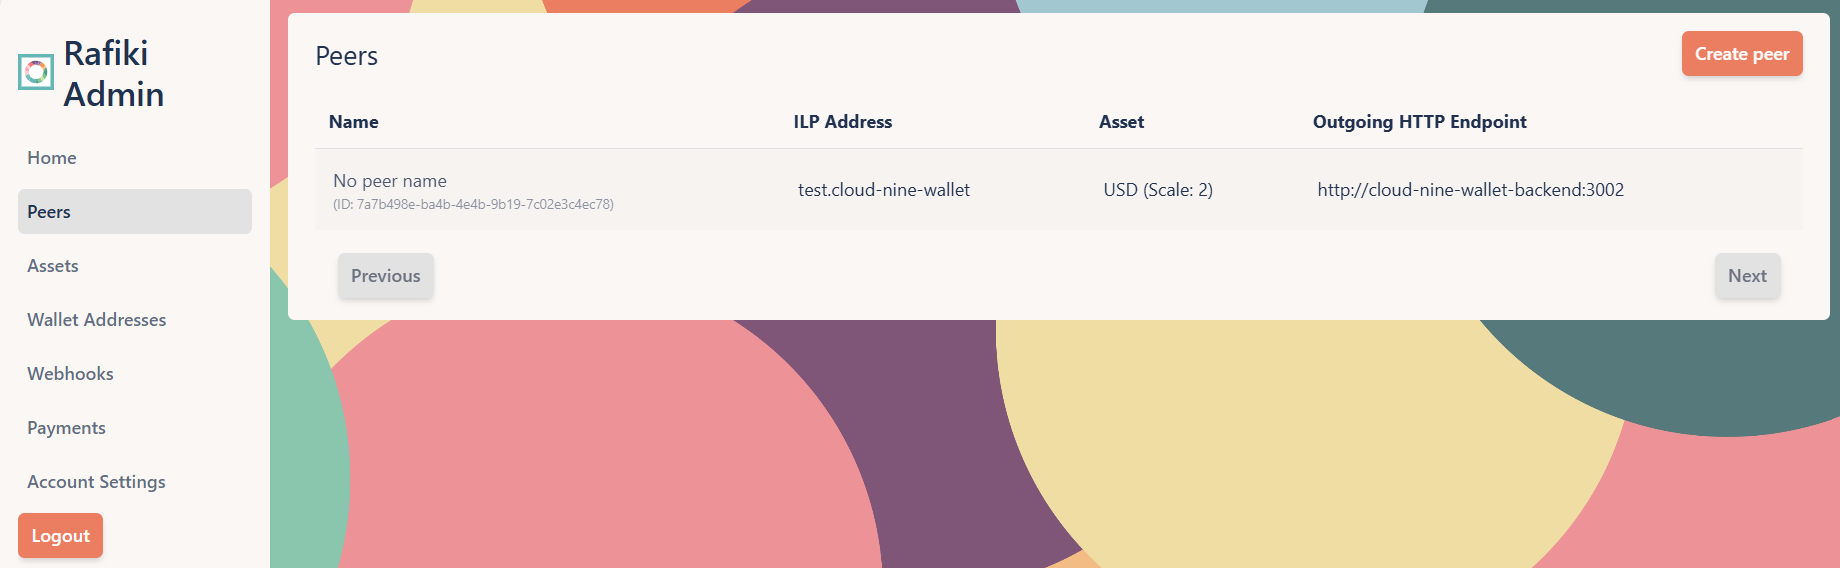 Rafiki
Admin
Home
Peers
Assets
Wallet Addresses
Webhooks
Payments
Account Settings
Logout
Peers
Create peer
Name ILP Address Asset Outgoing HTTP Endpoint
No peer name
(ID: 7a7b498e-ba4b-4e4b-9b19-7c02e3c4ec78)
test.cloud-nine-wallet USD (Scale: 2) http://cloud-nine-wallet-backend:3002
Previous Next